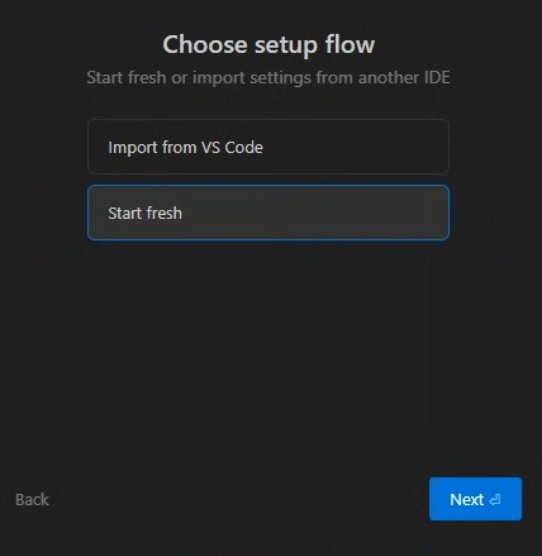 Choose setup flow
Start fresh or import settings from another IDE
Import from VS Code
Start fresh
Back
Next ⏎